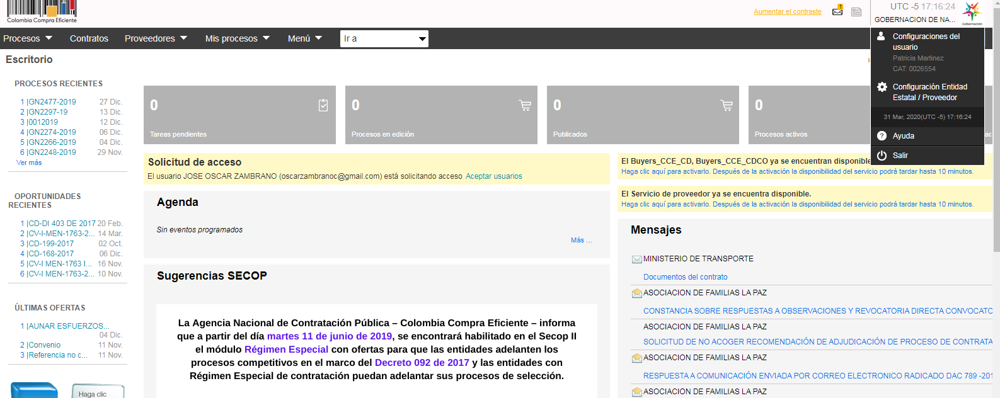 Colombia Compra Eficiente
Aumentar el contraste
1
UTC -5 17:16:24
GOBERNACION DE NA...
Gobernación
Procesos
Contratos
Proveedores
Mis procesos
Menú
Ir a
Escritorio
Configuraciones del
usuario
Patricia Martinez
CAT: 0026554
Configuración Entidad
Estatal / Proveedor
31 Mar, 2020(UTC -5) 17:16:24
Ayuda
Salir
PROCESOS RECIENTES
1 |GN2477-2019 27 Dic.
2 |GN2297-19 13 Dic.
3 |0012019 12 Dic.
4 |GN2274-2019 06 Dic.
5 |GN2266-2019 04 Dic.
6 |GN2248-2019 29 Nov.
Ver más
OPORTUNIDADES
RECIENTES
1 |CD-DI 403 DE 2017 20 Feb.
2 |CV-I-MEN-1763-2... 14 Mar.
3 |CD-199-2017 02 Oct.
4 |CD-168-2017 06 Dic.
5 |CV-I MEN-1763 I... 16 Nov.
6 |CV-I MEN-1763-2... 10 Nov.
ÚLTIMAS OFERTAS
1 |AUNAR ESFUERZOS...
04 Dic.
2 |Convenio 11 Nov.
3 |Referencia no c... 11 Nov.
Haga clic
0
Tareas pendientes
0
Procesos en edición
0
Publicados
0
Procesos activos
ac
Solicitud de acceso
El usuario JOSE OSCAR ZAMBRANO (oscarzambranoc@gmail.com) está solicitando acceso Aceptar usuarios
Agenda
Sin eventos programados
Más ...
Sugerencias SECOP
La Agencia Nacional de Contratación Pública – Colombia Compra Eficiente – informa
que a partir del día martes 11 de junio de 2019, se encontrará habilitado en el Secop II
el módulo Régimen Especial con ofertas para que las entidades adelanten los
procesos competitivos en el marco del Decreto 092 de 2017 y las entidades con
Régimen Especial de contratación puedan adelantar sus procesos de selección.
El Buyers_CCE_CD, Buyers_CCE_CDCO ya se encuentran disponible
Haga clic aquí para activarlo. Después de la activación la disponibilidad del servicio podrá tardar hasta 10 minutos.
El Servicio de proveedor ya se encuentra disponible.
Haga clic aquí para activarlo. Después de la activación la disponibilidad del servicio podrá tardar hasta 10 minutos.
Mensajes
MINISTERIO DE TRANSPORTE
Documentos del contrato
ASOCIACION DE FAMILIAS LA PAZ
CONSTANCIA SOBRE RESPUESTAS A OBSERVACIONES Y REVOCATORIA DIRECTA CONVOCATO
ASOCIACION DE FAMILIAS LA PAZ
SOLICITUD DE NO ACOGER RECOMENDACIÓN DE ADJUDICACIÓN DE PROCESO DE CONTRATA
ASOCIACION DE FAMILIAS LA PAZ
RESPUESTA A COMUNICACIÓN ENVIADA POR CORREO ELECTRONICO RADICADO DAC 789 -201
ASOCIACION DE FAMILIAS LA PAZ